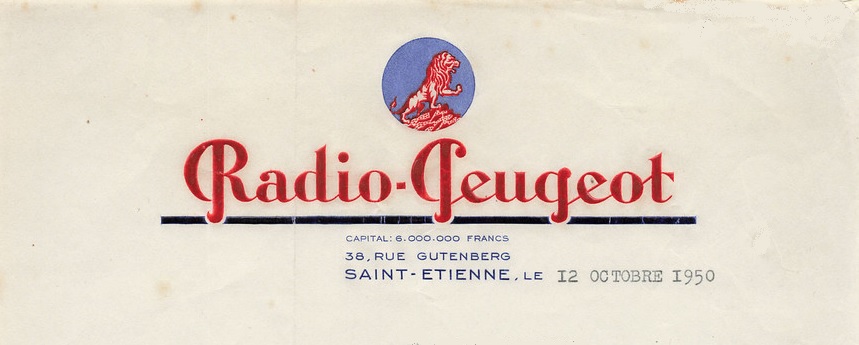 Radio-Peugeot
CAPITAL: 6.000.000 FRANCS
38, RUE GUTENBERG
SAINT-ETIENNE, LE 12 OCTOBRE 1950